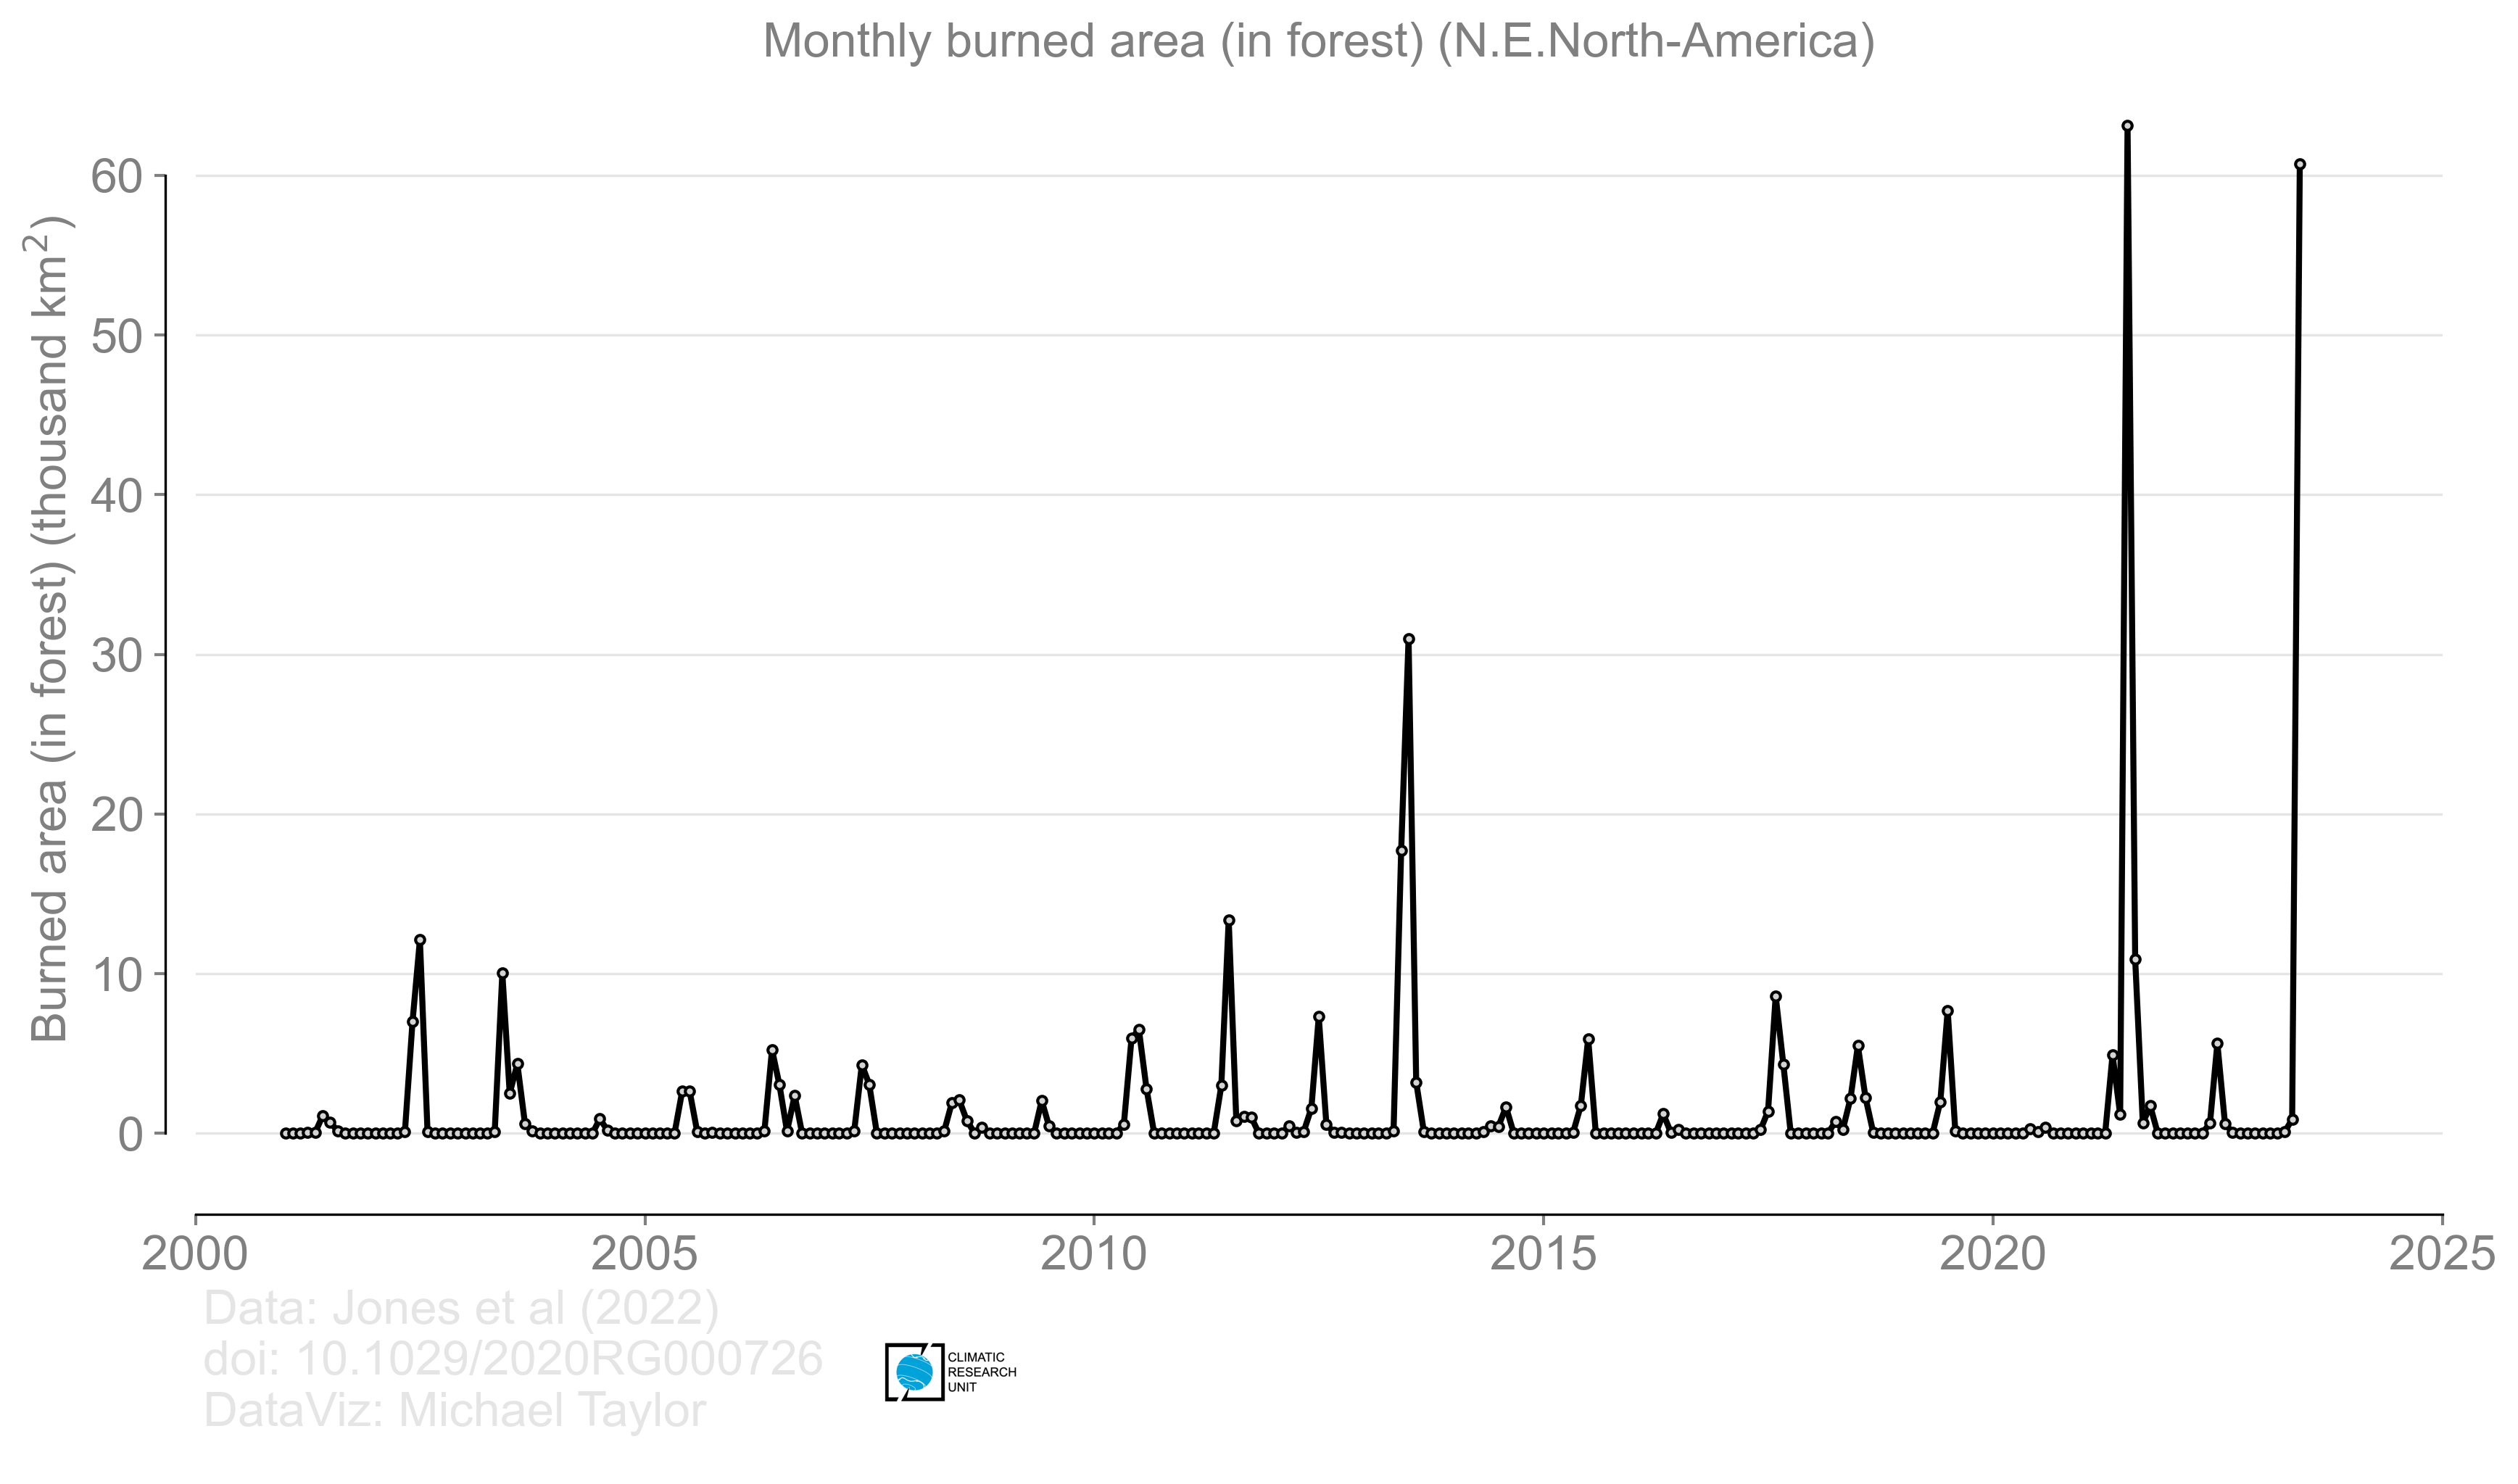 Monthly burned area (in forest) (N.E.North-America)
Burned area (in forest) (thousand km²)
60
50
40
30
20
10
0
2000
2005
2010
2015
2020
2025
Data: Jones et al (2022)
doi: 10.1029/2020RG000726
DataViz: Michael Taylor
CLIMATIC
RESEARCH
UNIT